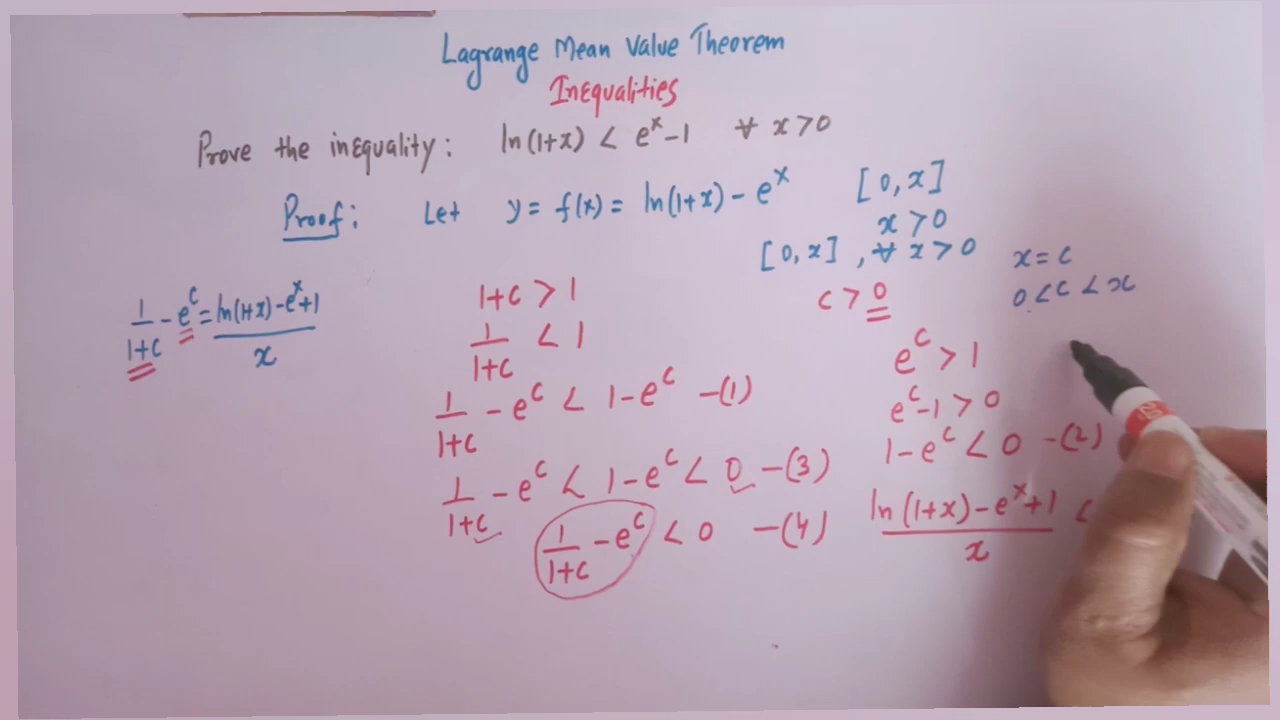 Lagrange Mean Value Theorem
Inequalities
Prove the inequality: ln(1+x) < e^x-1 ∀ x>0
Proof: Let y= f(x) = ln(1+x) - e^x
[0,x]
x>0
[0,x] , ∀ x>0
1/(1+c) - e^c = (ln(1+x)-e^x+1)/x
1+c > 1
1/(1+c) < 1
1/(1+c) - e^c < 1-e^c -(1)
1/(1+c) - e^c < 1-e^c < 0 -(3)
1/(1+c) - e^c < 0 -(4)
c > 0
x=c
0<c<x
e^c > 1
e^c-1 > 0
1-e^c < 0 -(2)
(ln(1+x)-e^x+1)/x <